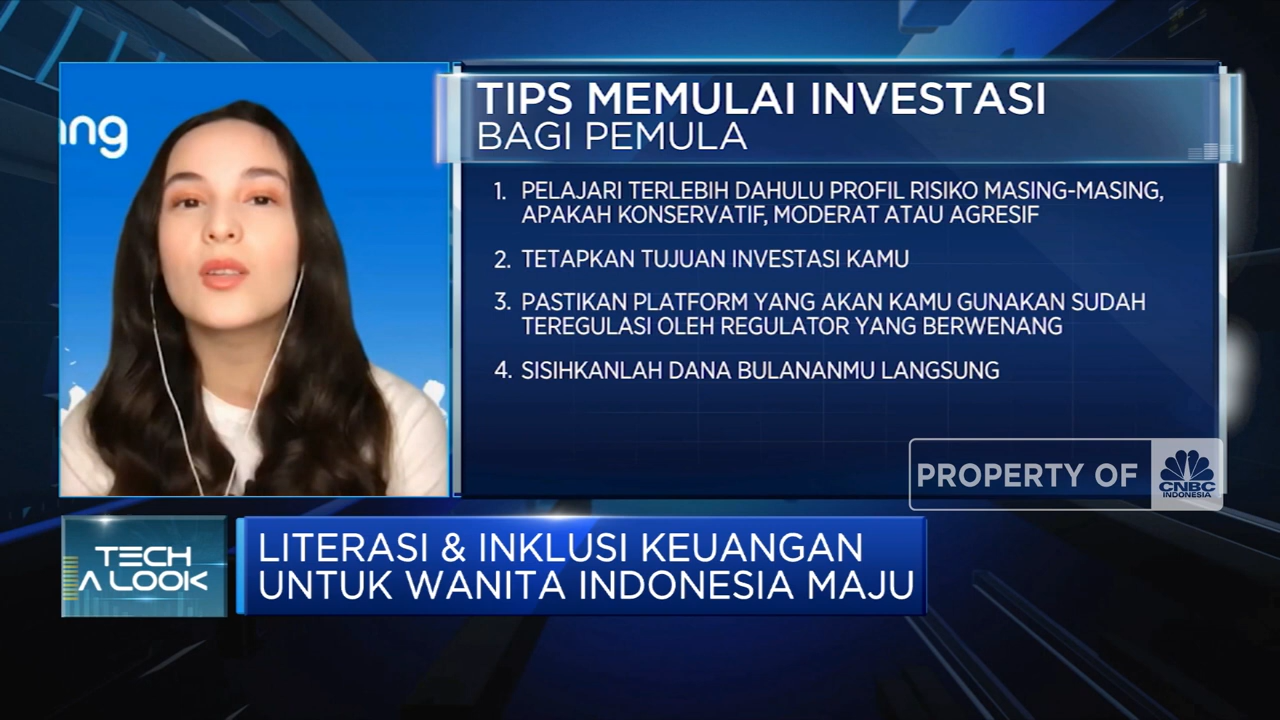 TIPS MEMULAI INVESTASI
BAGI PEMULA
1. PELAJARI TERLEBIH DAHULU PROFIL RISIKO MASING-MASING,
APAKAH KONSERVATIF, MODERAT ATAU AGRESIF
2. TETAPKAN TUJUAN INVESTASI KAMU
3. PASTIKAN PLATFORM YANG AKAN KAMU GUNAKAN SUDAH
TEREGULASI OLEH REGULATOR YANG BERWENANG
4. SISIHKANLAH DANA BULANANMU LANGSUNG
PROPERTY OF
CNBC
INDONESIA
TECH
A LOOK
LITERASI & INKLUSI KEUANGAN
UNTUK WANITA INDONESIA MAJU